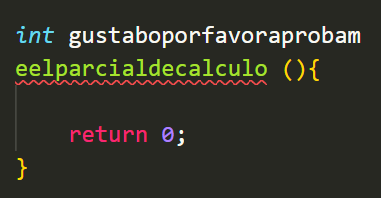 int gustaboporfavoraprobam
eelparcialdecalculo (){
return 0;
}